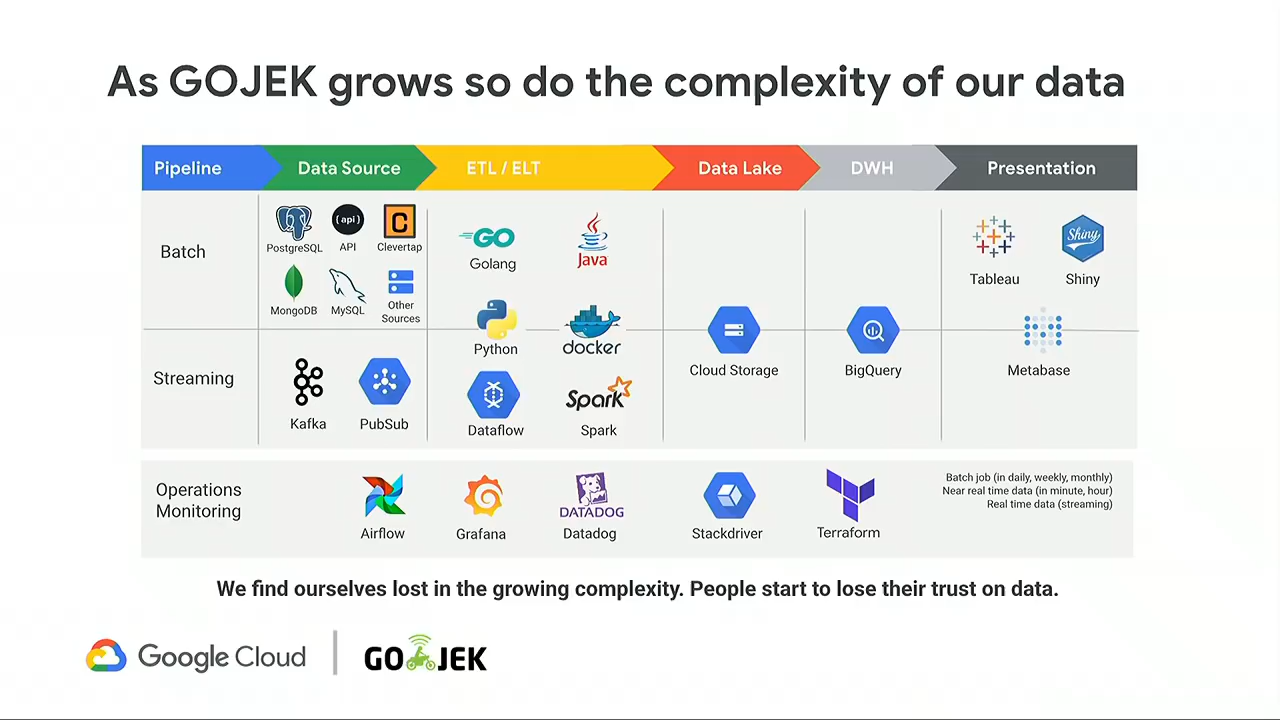 As GOJEK grows so do the complexity of our data
Pipeline
Data Source
ETL / ELT
Data Lake
DWH
Presentation
Batch
PostgreSQL
{api}
API
C
Clevertap
MongoDB
MySQL
Other
Sources
GO
Golang
Java
Tableau
Shiny
Shiny
Python
docker
Cloud Storage
BigQuery
Metabase
Streaming
Kafka
PubSub
Dataflow
Spark
Spark
Operations
Monitoring
Airflow
Grafana
DATADOG
Datadog
Stackdriver
Terraform
Batch job (in daily, weekly, monthly)
Near real time data (in minute, hour)
Real time data (streaming)
We find ourselves lost in the growing complexity. People start to lose their trust on data.
Google Cloud
GO JEK